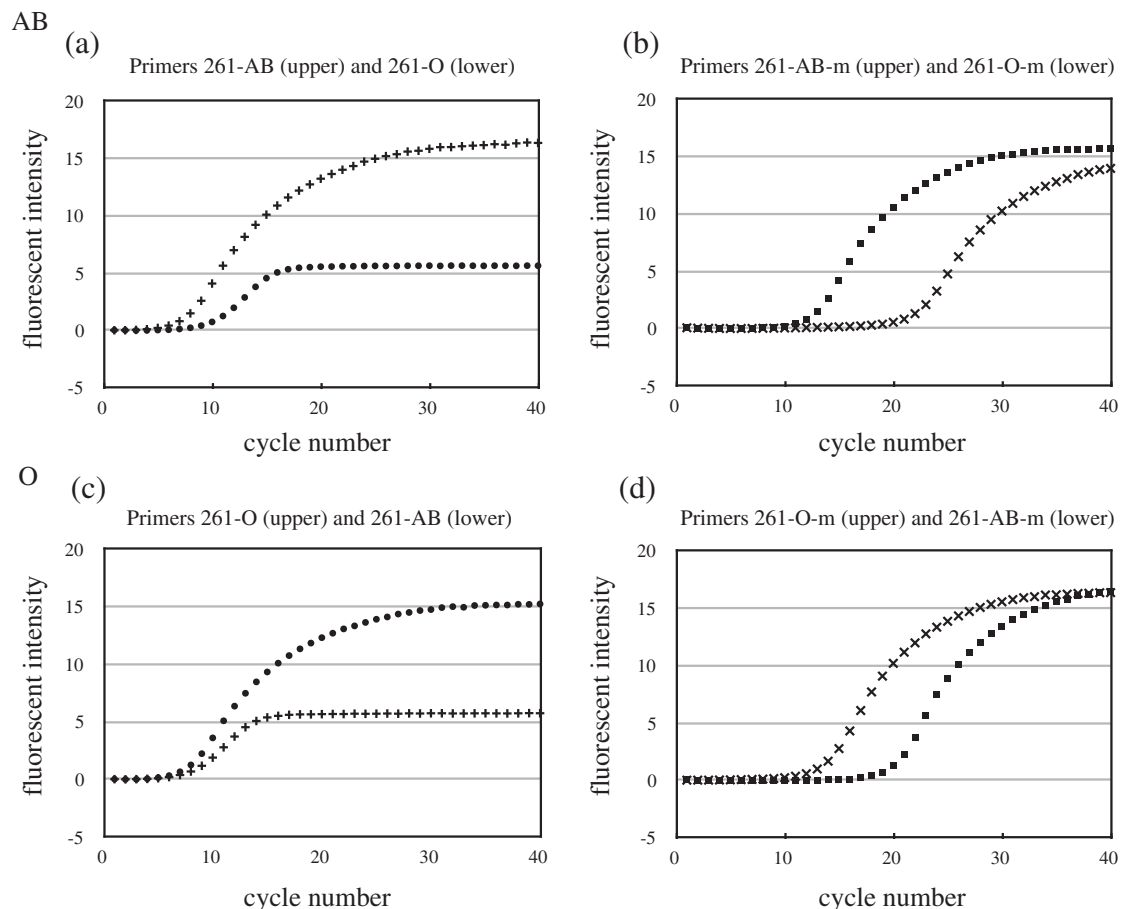 AB
(a)
Primers 261-AB (upper) and 261-O (lower)
20
15
10
5
0
-5
fluorescent intensity
0 10 20 30 40
cycle number
(b)
Primers 261-AB-m (upper) and 261-O-m (lower)
20
15
10
5
0
-5
fluorescent intensity
0 10 20 30 40
cycle number
O
(c)
Primers 261-O (upper) and 261-AB (lower)
20
15
10
5
0
-5
fluorescent intensity
0 10 20 30 40
cycle number
(d)
Primers 261-O-m (upper) and 261-AB-m (lower)
20
15
10
5
0
-5
fluorescent intensity
0 10 20 30 40
cycle number